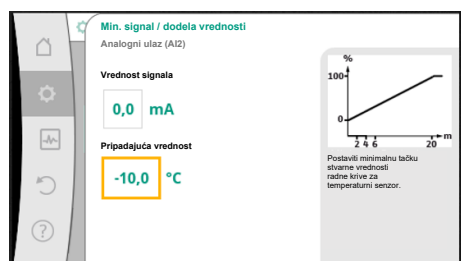 Min. signal / dodela vrednosti
Analogni ulaz (AI2)
Vrednost signala
0,0 mA
Pripadajuća vrednost
-10,0 °C
%
100
0
2 4 6 20
m
Postaviti minimalnu tačku
stvarne vrednosti
radne krive za
temperaturni senzor.
?